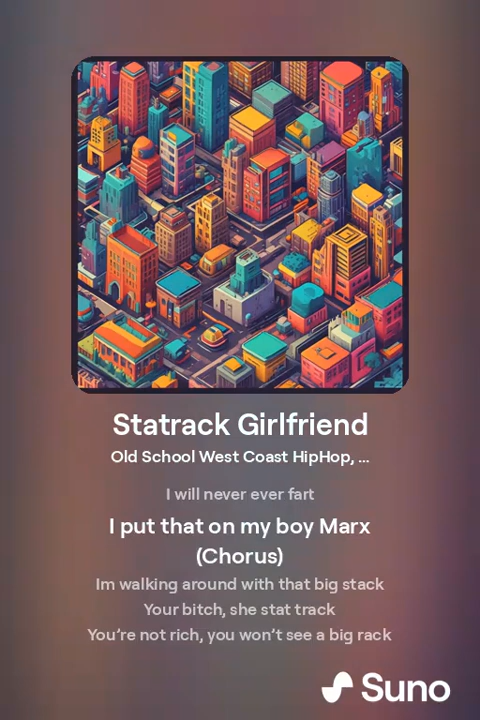 Statrack Girlfriend
Old School West Coast HipHop, ...
I will never ever fart
I put that on my boy Marx
(Chorus)
Im walking around with that big stack
Your bitch, she stat track
You’re not rich, you won’t see a big rack
Suno